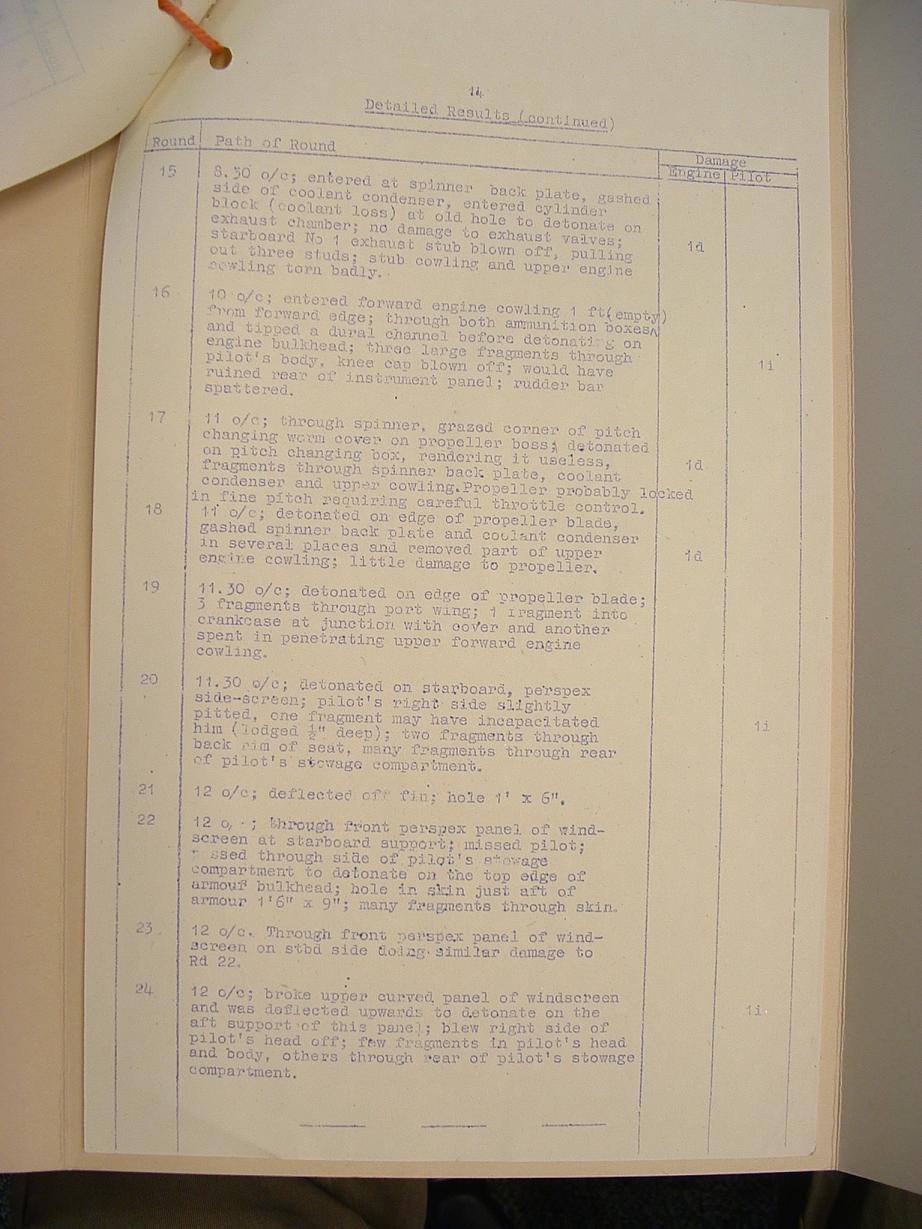 14
Detailed Results (continued)
Round Path of Round Damage
Engine Pilot
15 8.30 o/c; entered at spinner back plate, gashed
side of coolant condenser, entered cylinder
block (coolant loss) at old hole to detonate on
exhaust chamber; no damage to exhaust valves;
starboard No 1 exhaust stub blown off, pulling 1d
out three studs; stub cowling and upper engine
cowling torn badly.
16 10 o/c; entered forward engine cowling 1 ft (empty)
from forward edge; through both ammunition boxes
and tipped a dural channel before detonating on
engine bulkhead; three large fragments through
pilot's body, knee cap blown off; would have 1i
ruined rear of instrument panel; rudder bar
spattered.
17 11 o/c; through spinner, grazed corner of pitch
changing worm cover on propeller boss; detonated
on pitch changing box, rendering it useless,
fragments through spinner back plate, coolant 1d
condenser and upper cowling.Propeller probably locked
in fine pitch requiring careful throttle control.
18 11 o/c; detonated on edge of propeller blade,
gashed spinner back plate and coolant condenser
in several places and removed part of upper 1d
engine cowling; little damage to propeller.
19 11.30 o/c; detonated on edge of propeller blade;
3 fragments through port wing; 1 fragment into
crankcase at junction with cover and another
spent in penetrating upper forward engine
cowling.
20 11.30 o/c; detonated on starboard, perspex
side-screen; pilot's right side slightly
pitted, one fragment may have incapacitated 1i
him (lodged ½" deep); two fragments through
back rim of seat, many fragments through rear
of pilot's stowage compartment.
21 12 o/c; deflected off fin; hole 1' x 6".
22 12 o/ ; through front perspex panel of wind-
screen at starboard support; missed pilot;
passed through side of pilot's stowage
compartment to detonate on the top edge of
armour bulkhead; hole in skin just aft of
armour 1'6" x 9"; many fragments through skin.
23 12 o/c. Through front perspex panel of wind-
screen on stbd side doing similar damage to
Rd 22.
24 12 o/c; broke upper curved panel of windscreen
and was deflected upwards to detonate on the 1i
aft support of this panel; blew right side of
pilot's head off; few fragments in pilot's head
and body, others through rear of pilot's stowage
compartment.